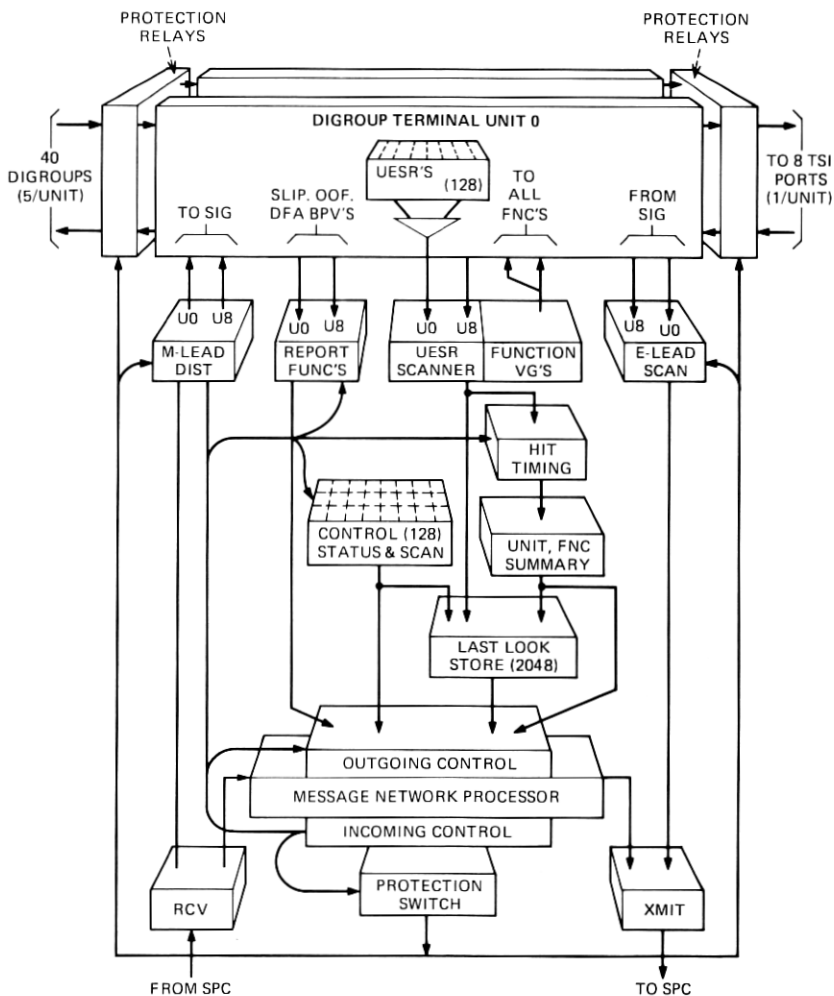 PROTECTION
RELAYS
PROTECTION
RELAYS
DIGROUP TERMINAL UNIT 0
40
DIGROUPS
(5/UNIT)
UESR'S
(128)
TO
ALL
FNC'S
TO 8 TSI
PORTS
(1/UNIT)
TO SIG
SLIP. OOF.
DFA BPV'S
FROM
SIG
U0 U8
M-LEAD
DIST
U0 U8
REPORT
FUNC'S
U0 U8
UESR
SCANNER
FUNCTION
VG'S
U8 U0
E-LEAD
SCAN
HIT
TIMING
CONTROL (128)
STATUS & SCAN
UNIT, FNC
SUMMARY
LAST LOOK
STORE (2048)
OUTGOING CONTROL
MESSAGE NETWORK PROCESSOR
INCOMING CONTROL
RCV
PROTECTION
SWITCH
XMIT
FROM SPC
TO SPC